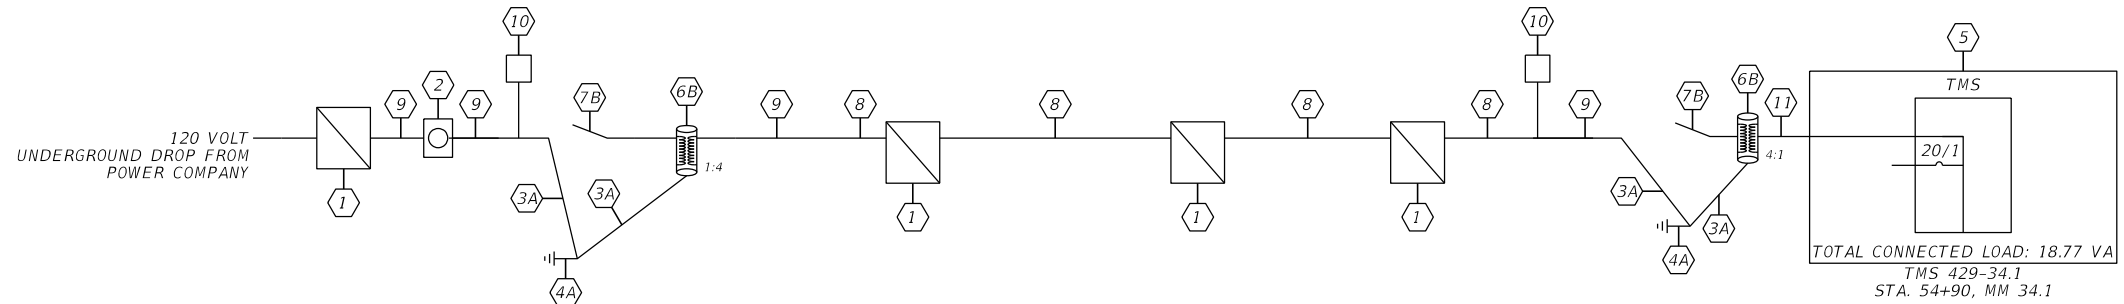 10
10
5
2
7B
6B
9
9
9
8
8
8
8
9
7B
6B
11
TMS
120 VOLT
UNDERGROUND DROP FROM
POWER COMPANY
1:4
4:1
20/1
3A
3A
3A
3A
1
1
1
1
4A
4A
TOTAL CONNECTED LOAD: 18.77 VA
TMS 429-34.1
STA. 54+90, MM 34.1